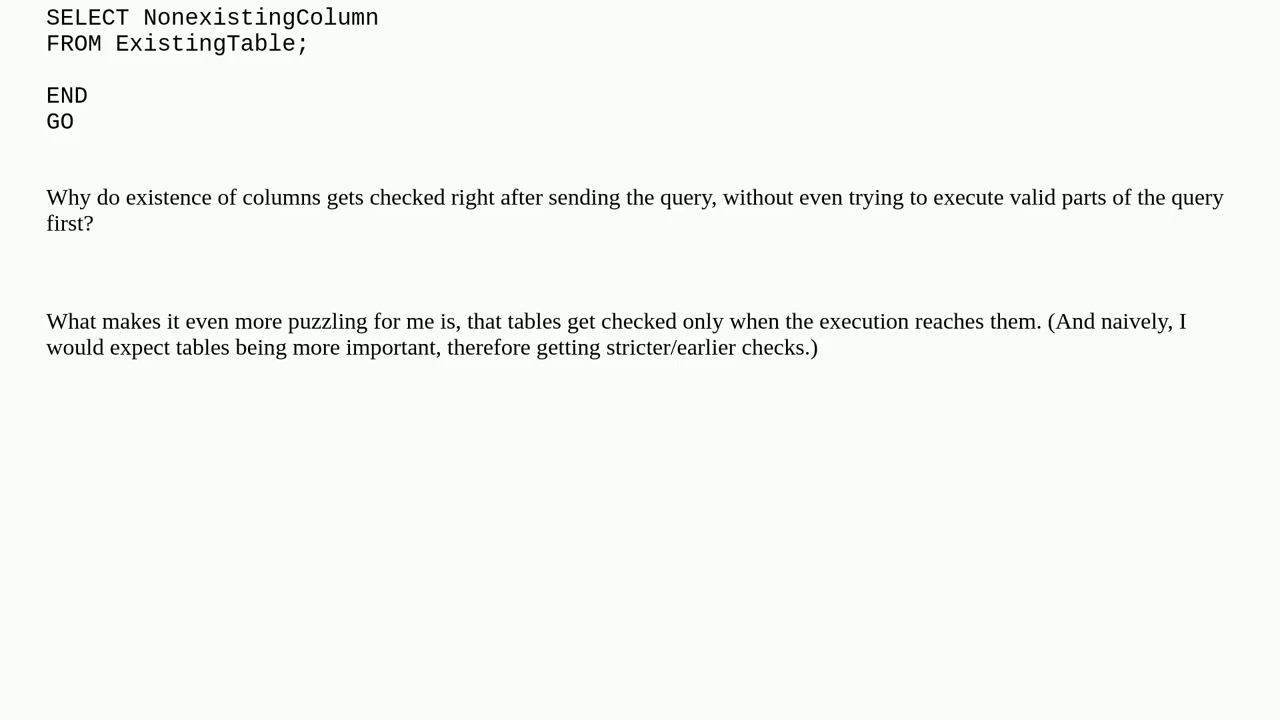 SELECT NonexistingColumn
FROM ExistingTable;
END
GO
Why do existence of columns gets checked right after sending the query, without even trying to execute valid parts of the query
first?
What makes it even more puzzling for me is, that tables get checked only when the execution reaches them. (And naively, I
would expect tables being more important, therefore getting stricter/earlier checks.)